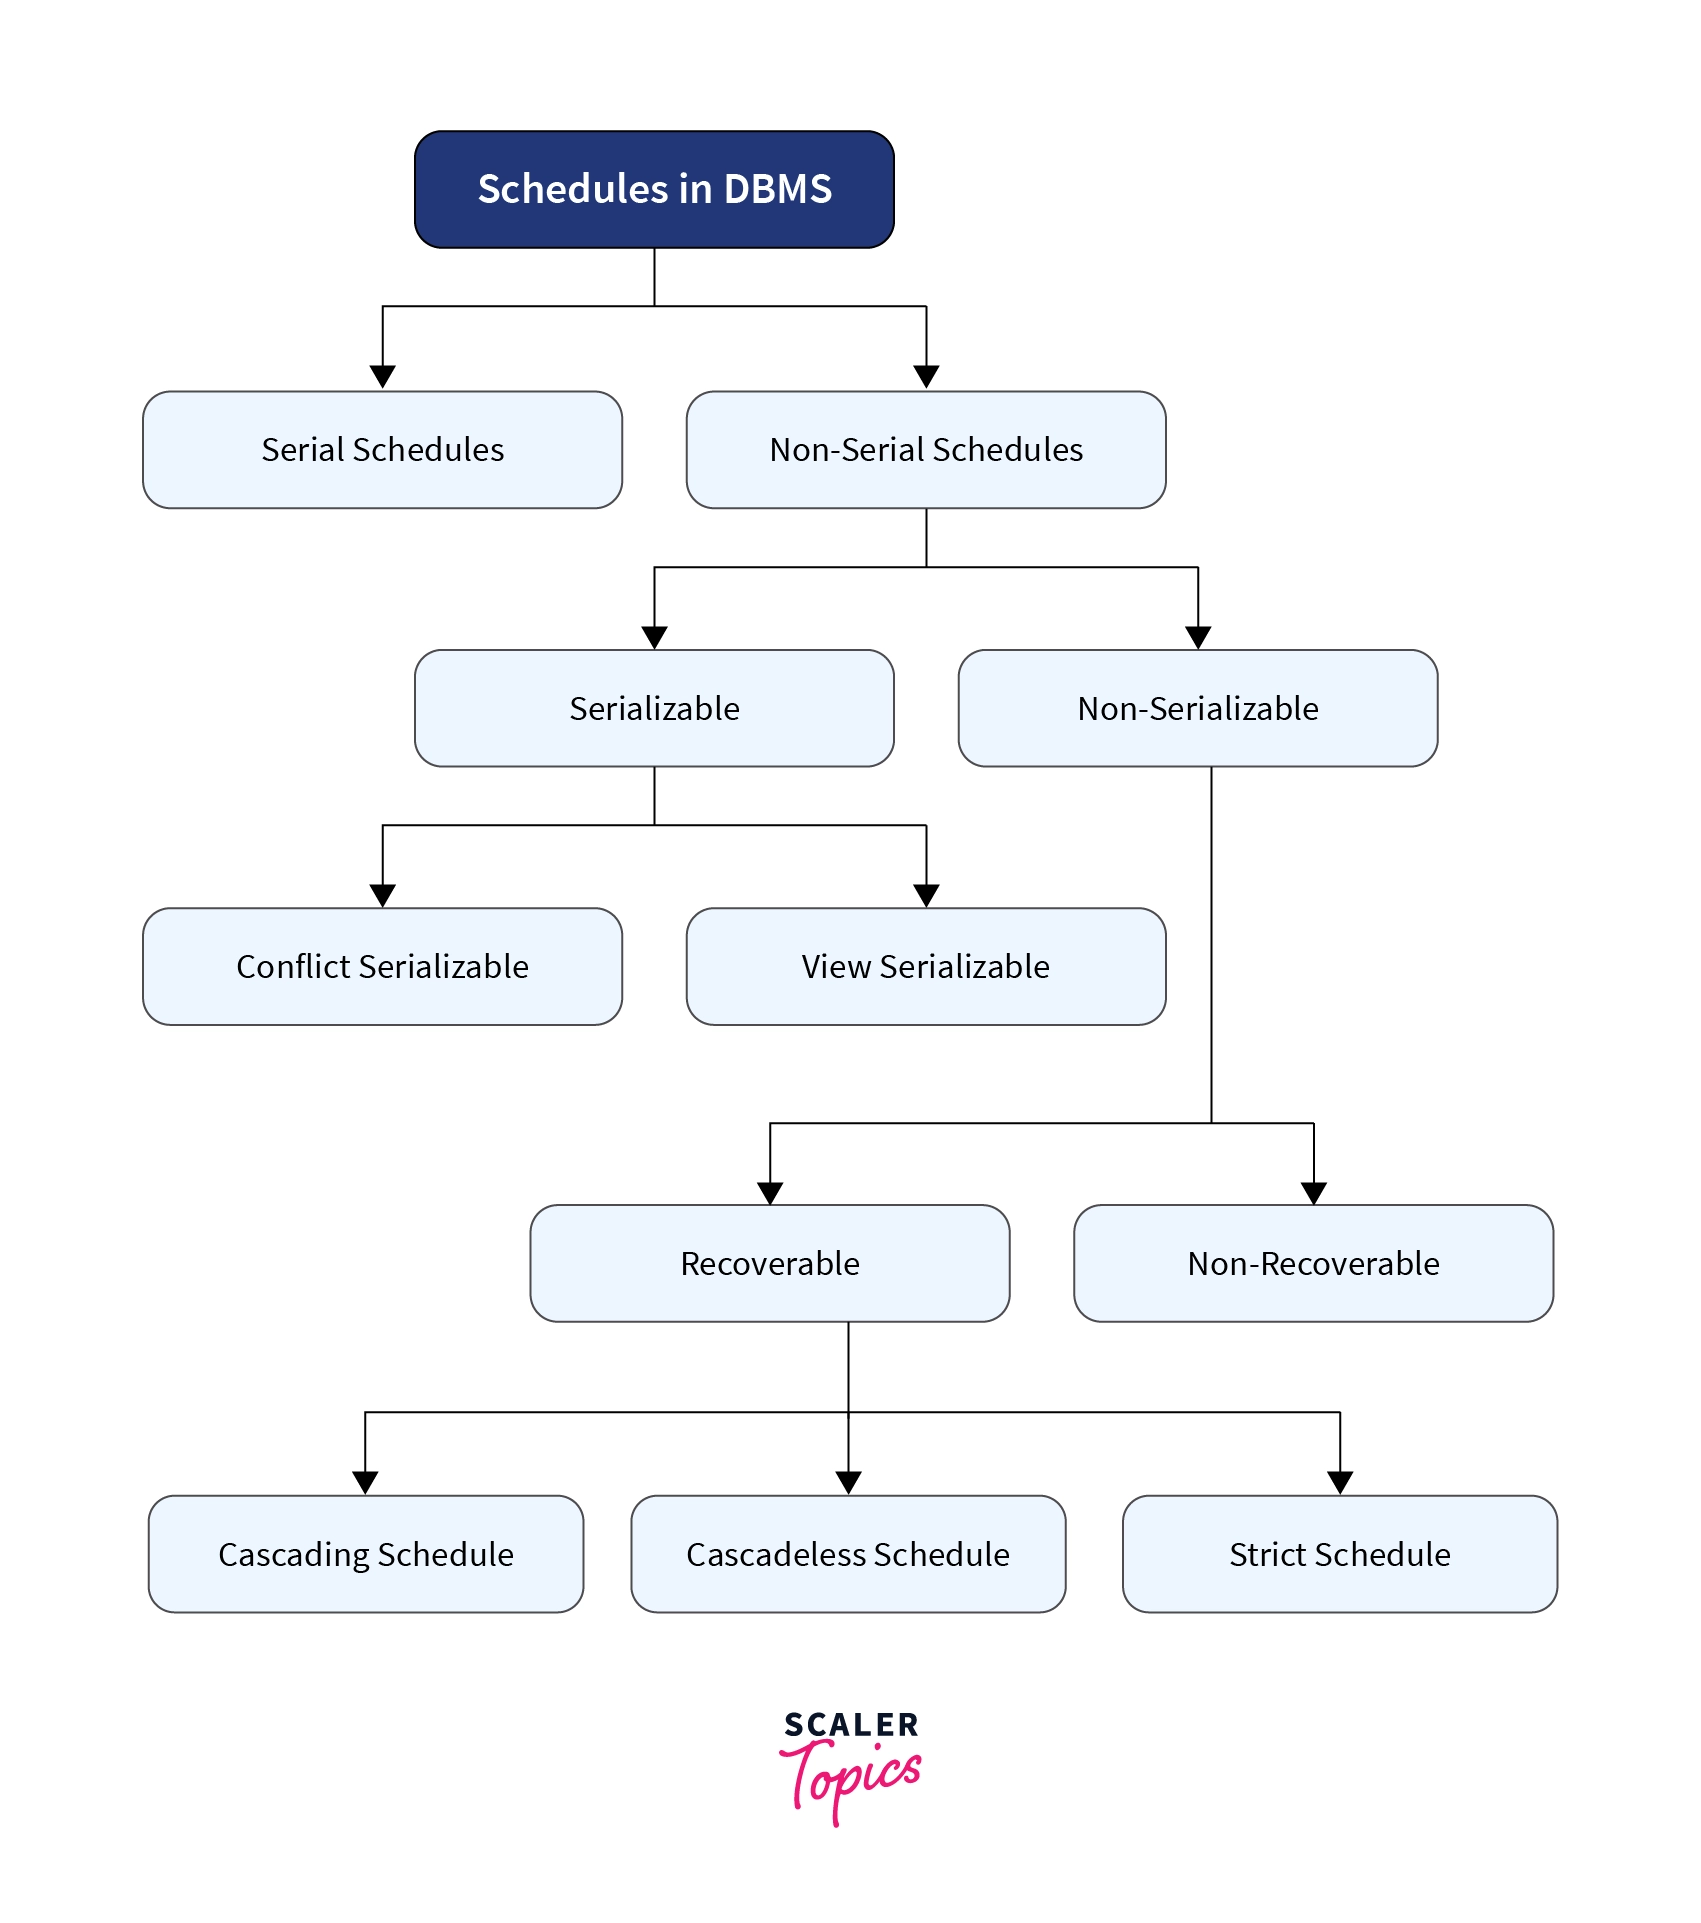 Schedules in DBMS
Serial Schedules
Non-Serial Schedules
Serializable
Non-Serializable
Conflict Serializable
View Serializable
Recoverable
Non-Recoverable
Cascading Schedule
Cascadeless Schedule
Strict Schedule
SCALER
Topics